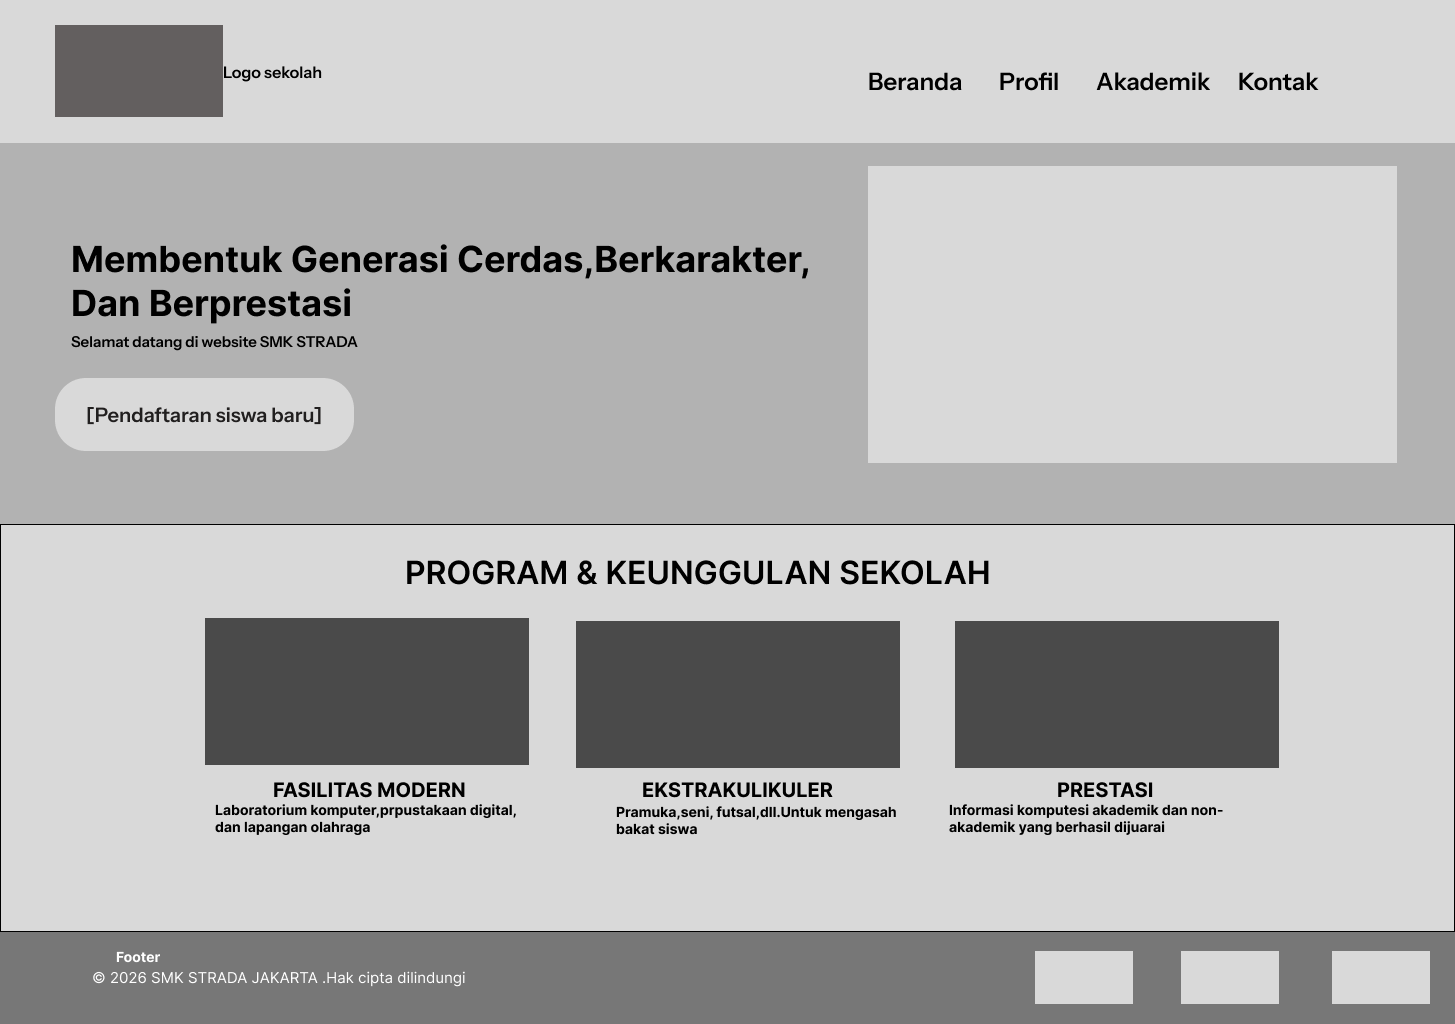 Logo sekolah
Beranda Profil Akademik Kontak
Membentuk Generasi Cerdas,Berkarakter,
Dan Berprestasi
Selamat datang di website SMK STRADA
[Pendaftaran siswa baru]
PROGRAM & KEUNGGULAN SEKOLAH
FASILITAS MODERN
Laboratorium komputer,prpustakaan digital,
dan lapangan olahraga
EKSTRAKULIKULER
Pramuka,seni, futsal,dll.Untuk mengasah
bakat siswa
PRESTASI
Informasi komputesi akademik dan non-
akademik yang berhasil dijuarai
Footer
© 2026 SMK STRADA JAKARTA .Hak cipta dilindungi